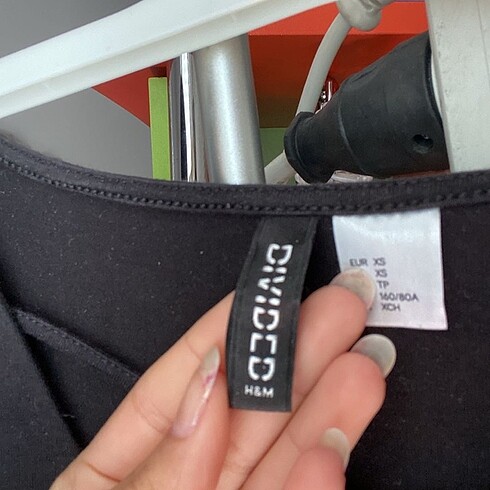 DIVIDED
H&M
EUR XS
XS
TP
160/80A
XCH